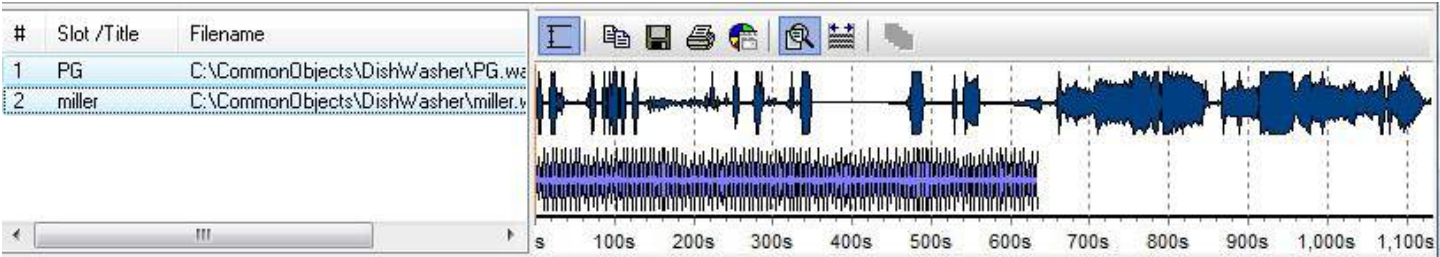 # Slot /Title Filename
1 PG C:\CommonObjects\DishWasher\PG.wa
2 miller C:\CommonObjects\DishWasher\miller.w
s 100s 200s 300s 400s 500s 600s 700s 800s 900s 1,000s 1,100s